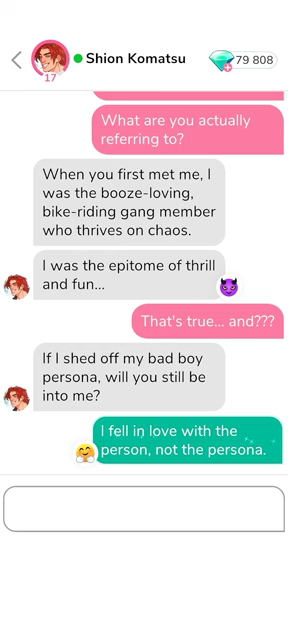 Shion Komatsu
79 808
17
What are you actually
referring to?
When you first met me, I
was the booze-loving,
bike-riding gang member
who thrives on chaos.
I was the epitome of thrill
and fun...
That's true... and???
If I shed off my bad boy
persona, will you still be
into me?
I fell in love with the
person, not the persona.